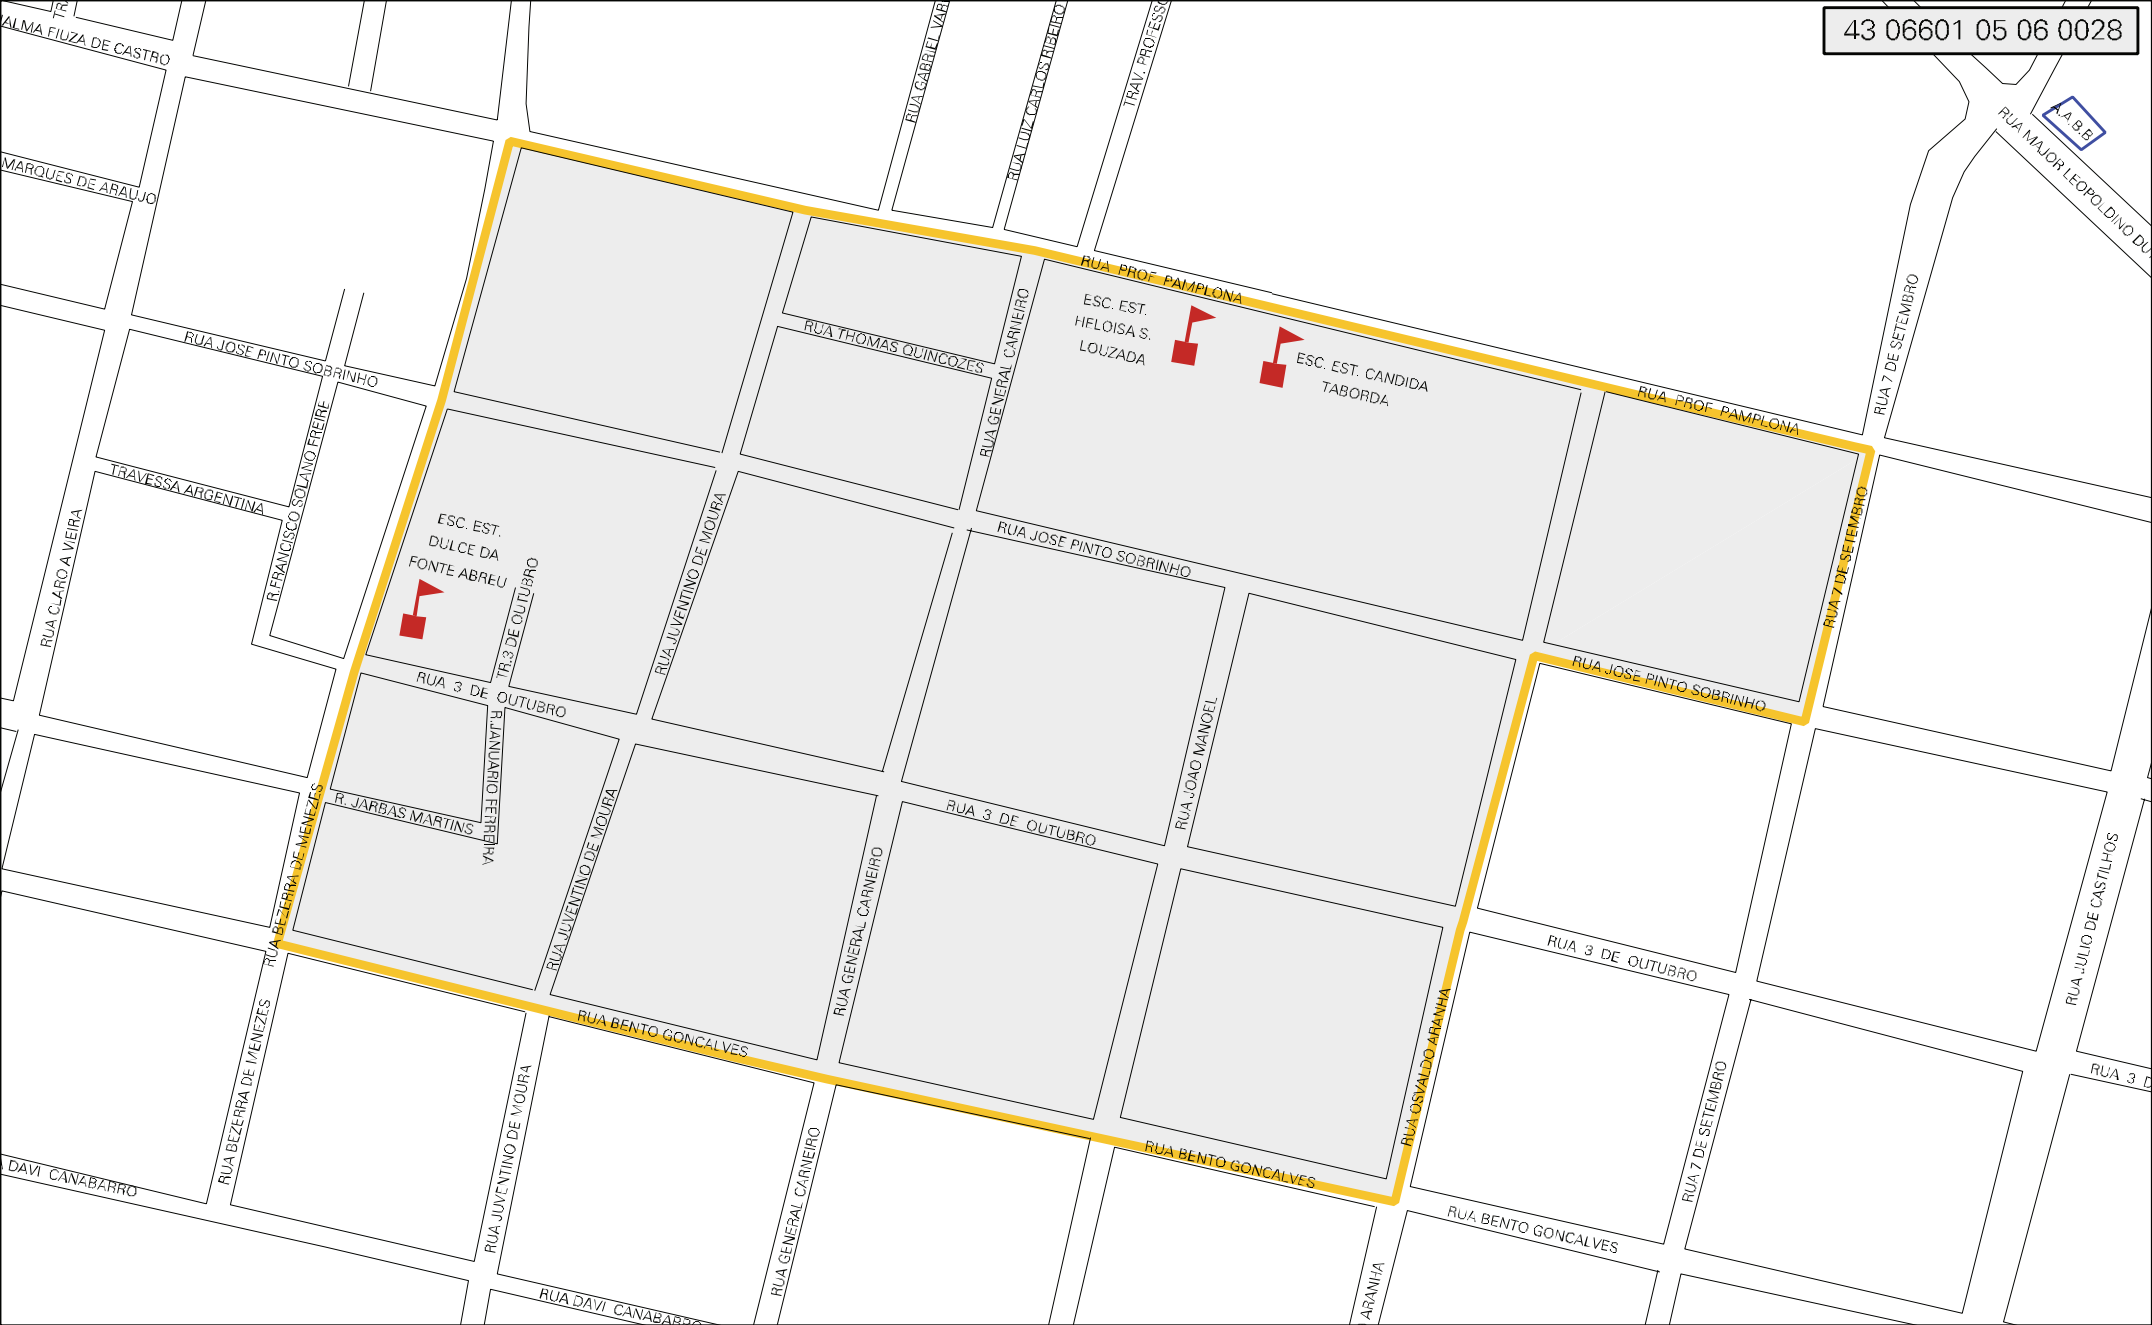 43 06601 05 06 0028
ALMA FIUZA DE CASTRO
RUA GABRIEL VAR
RUA LUIZ CARLOS RIBEIRO
TRAV. PROFESSO
A.A.B.B
RUA MAJOR LEOPOLDINO DU
MARQUES DE ARAUJO
RUA PROF PAMPLONA
ESC. EST.
HELOISA S.
LOUZADA
ESC. EST. CANDIDA
TABORDA
RUA THOMAS QUINCOZES
RUA GENERAL CARNEIRO
RUA 7 DE SETEMBRO
RUA PROF PAMPLONA
RUA JOSE PINTO SOBRINHO
R.FRANCISCO SOLANO FREIRE
TRAVESSA ARGENTINA
RUA CLARO A VIEIRA
ESC. EST.
DULCE DA
FONTE ABREU
TR.3 DE OUTUBRO
RUA JUVENTINO DE MOURA
RUA JOSE PINTO SOBRINHO
RUA 7 DE SETEMBRO
RUA JOSE PINTO SOBRINHO
RUA 3 DE OUTUBRO
R.JANUARIO FERREIRA
R. JARBAS MARTINS
RUA JOAO MANOEL
RUA BEZERRA DE MENEZES
RUA JUVENTINO DE MOURA
RUA 3 DE OUTUBRO
RUA GENERAL CARNEIRO
RUA 3 DE OUTUBRO
RUA JULIO DE CASTILHOS
RUA BEZERRA DE MENEZES
RUA BENTO GONCALVES
RUA OSVALDO ARANHA
RUA 3 D
RUA JUVENTINO DE MOURA
RUA GENERAL CARNEIRO
RUA BENTO GONCALVES
RUA 7 DE SETEMBRO
DAVI CANABARRO
RUA BENTO GONCALVES
RUA DAVI CANABARRO
ARANHA